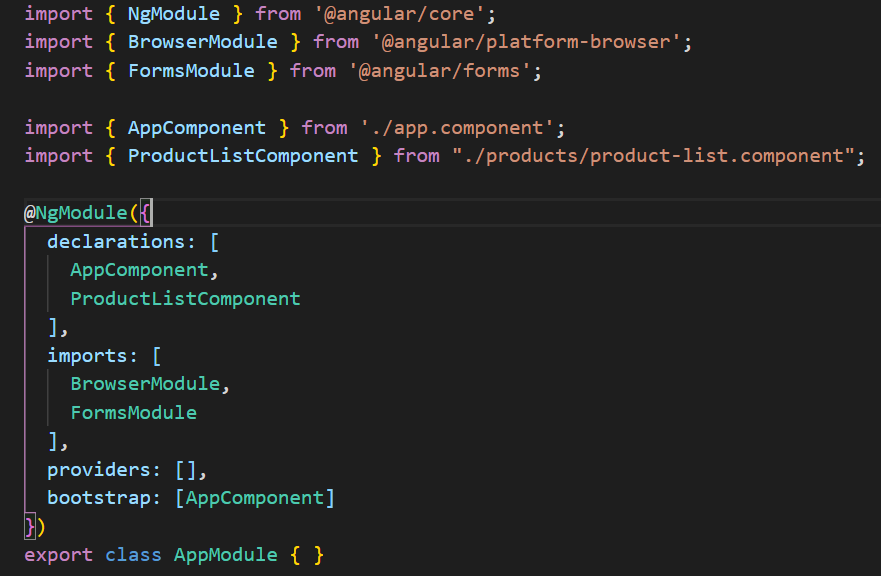 import { NgModule } from '@angular/core';
import { BrowserModule } from '@angular/platform-browser';
import { FormsModule } from '@angular/forms';

import { AppComponent } from './app.component';
import { ProductListComponent } from "./products/product-list.component";

@NgModule({
  declarations: [
    AppComponent,
    ProductListComponent
  ],
  imports: [
    BrowserModule,
    FormsModule
  ],
  providers: [],
  bootstrap: [AppComponent]
})
export class AppModule { }